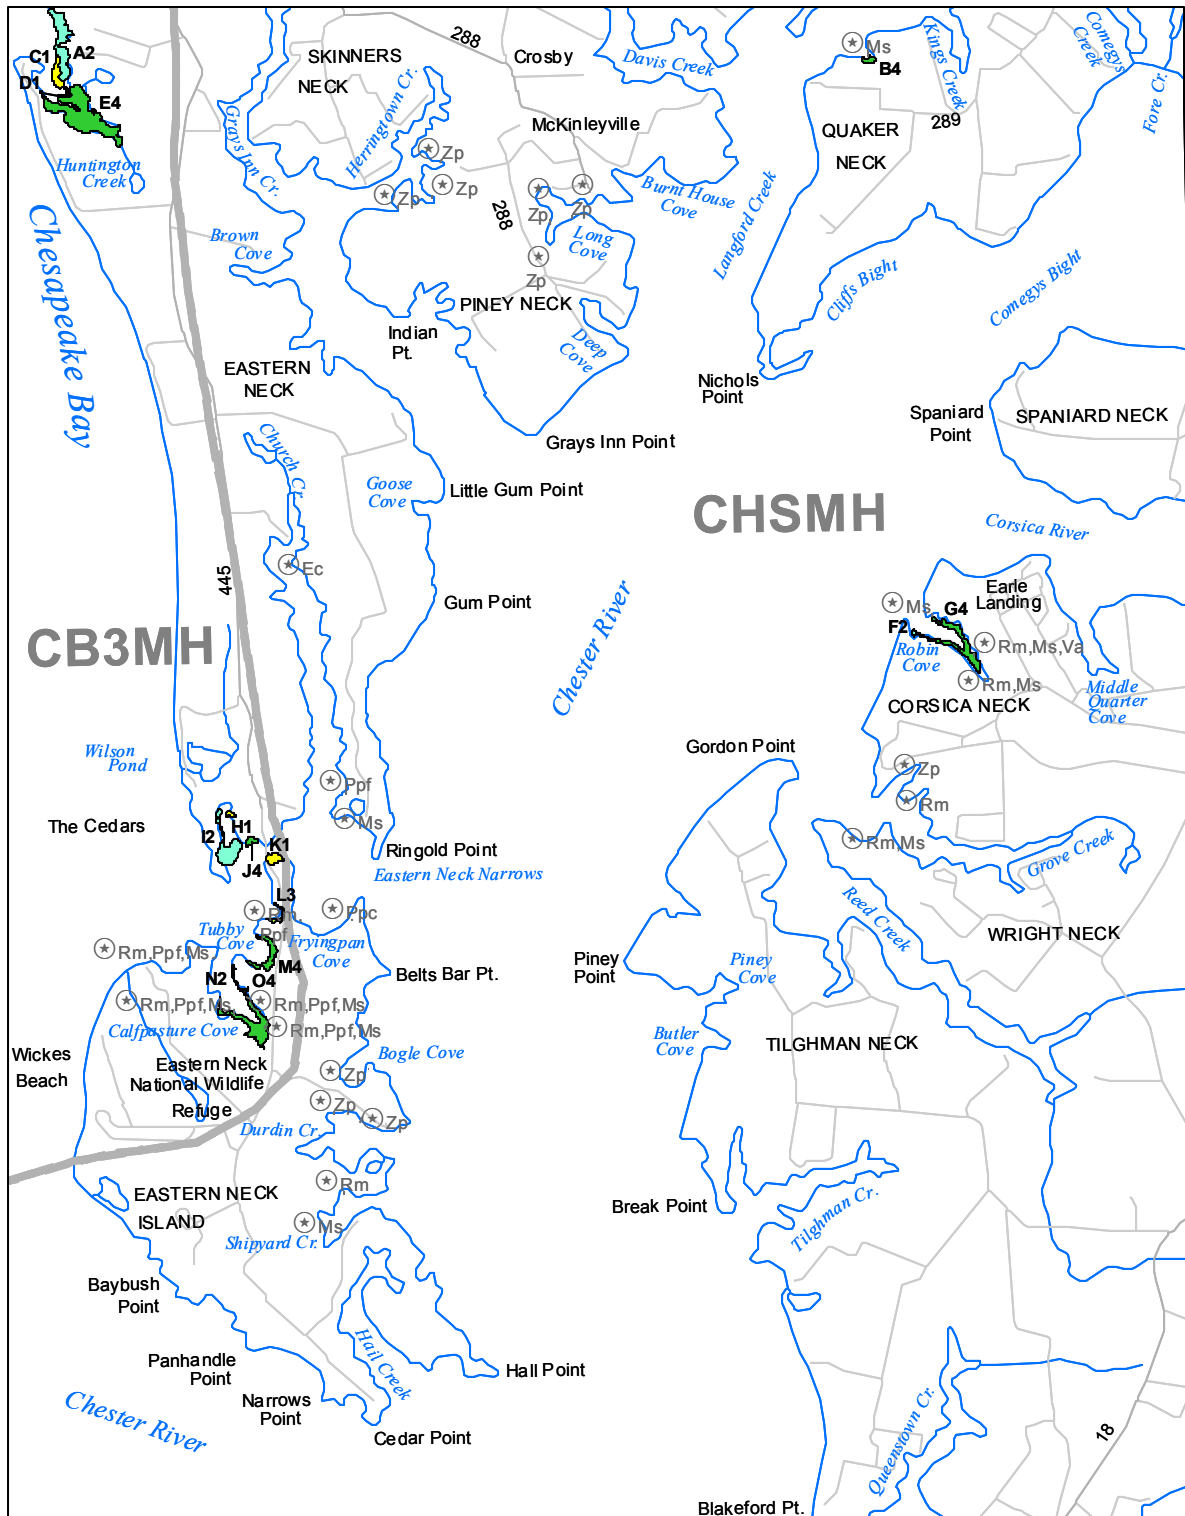 C1
A2
D1
E4
Huntington
Creek
Chesapeake Bay
SKINNERS
NECK
288
Crosby
Davis Creek
McKinleyville
Grays Inn Cr.
Herringtown Cr.
Zp
Zp
Zp
Zp
Zp
Zp
288
Burnt House
Cove
Long
Cove
Brown
Cove
PINEY NECK
Indian
Pt.
Deep
Cove
EASTERN
NECK
Grays Inn Point
Church Cr.
Goose
Cove
Little Gum Point
Ms
B4
Kings Creek
Comegys
Creek
Fore Cr.
QUAKER
NECK
289
Langford Creek
Cliffs Bight
Comegys Bight
Nichols
Point
Spaniard
Point
SPANIARD NECK
CHSMH
Corsica River
445
Ec
Gum Point
Chester River
CB3MH
Earle
Landing
Ms
G4
F2
Robin
Cove
Rm,Ms,Va
Rm,Ms
CORSICA NECK
Middle
Quarter
Cove
Wilson
Pond
The Cedars
I2
H1
J4
K1
Ppf
Ms
Ringold Point
Eastern Neck Narrows
Gordon Point
Zp
Rm
Rm,Ms
Grove Creek
Reed Creek
WRIGHT NECK
L3
Rm,
Ppf
Ppc
Tubby
Cove
Fryingpan
Cove
Rm,Ppf,Ms
M4
N2
O4
Belts Bar Pt.
Rm,Ppf,Ms
Rm,Ppf,Ms
Rm,Ppf,Ms
Calfpasture Cove
Piney
Point
Piney
Cove
Butler
Cove
TILGHMAN NECK
Wickes
Beach
Eastern Neck
National Wildlife
Refuge
Bogle Cove
Zp
Zp
Zp
Durdin Cr.
Rm
EASTERN NECK
ISLAND
Ms
Shipyard Cr.
Break Point
Tilghman Cr.
Baybush
Point
Panhandle
Point
Hail Creek
Hall Point
Narrows
Point
Cedar Point
Chester River
Queenstown Cr.
18
Blakeford Pt.